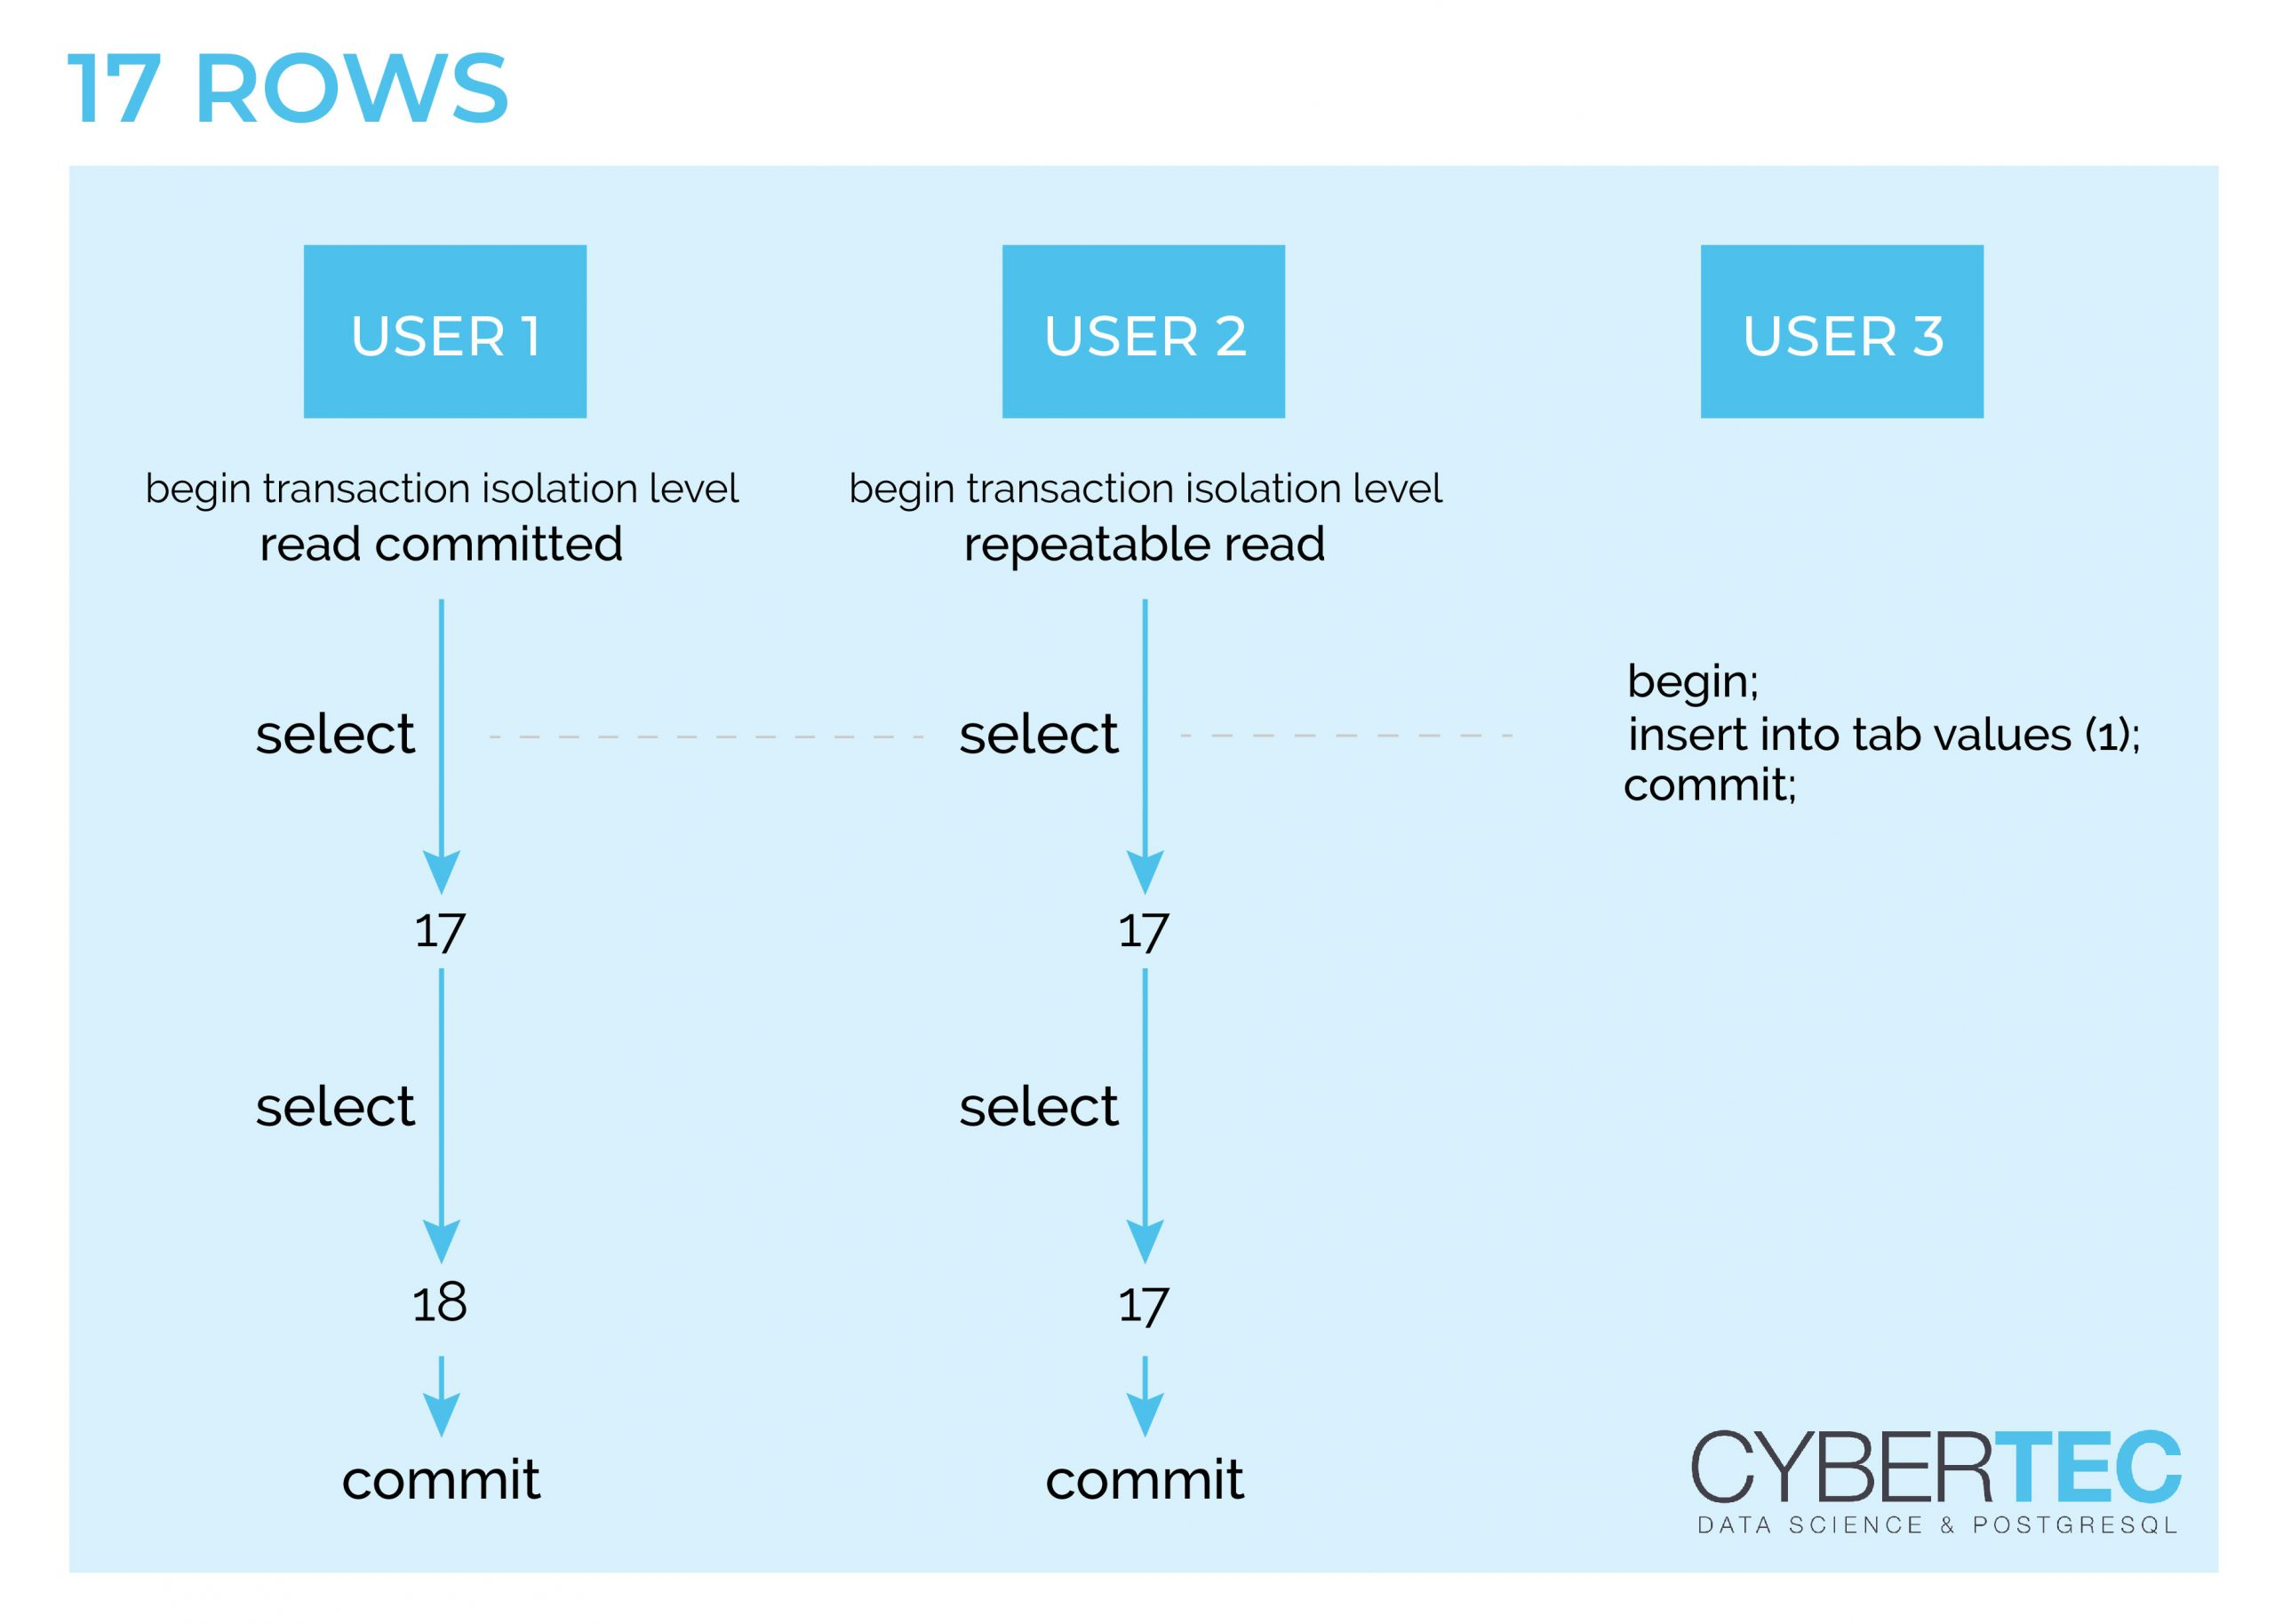 17 ROWS
USER 1
USER 2
USER 3
begin transaction isolation level
read committed
begin transaction isolation level
repeatable read
begin;
select
select
insert into tab values (1);
commit;
17
17
select
select
18
17
commit
commit
CYBERTEC
DATA SCIENCE & POSTGRESQL